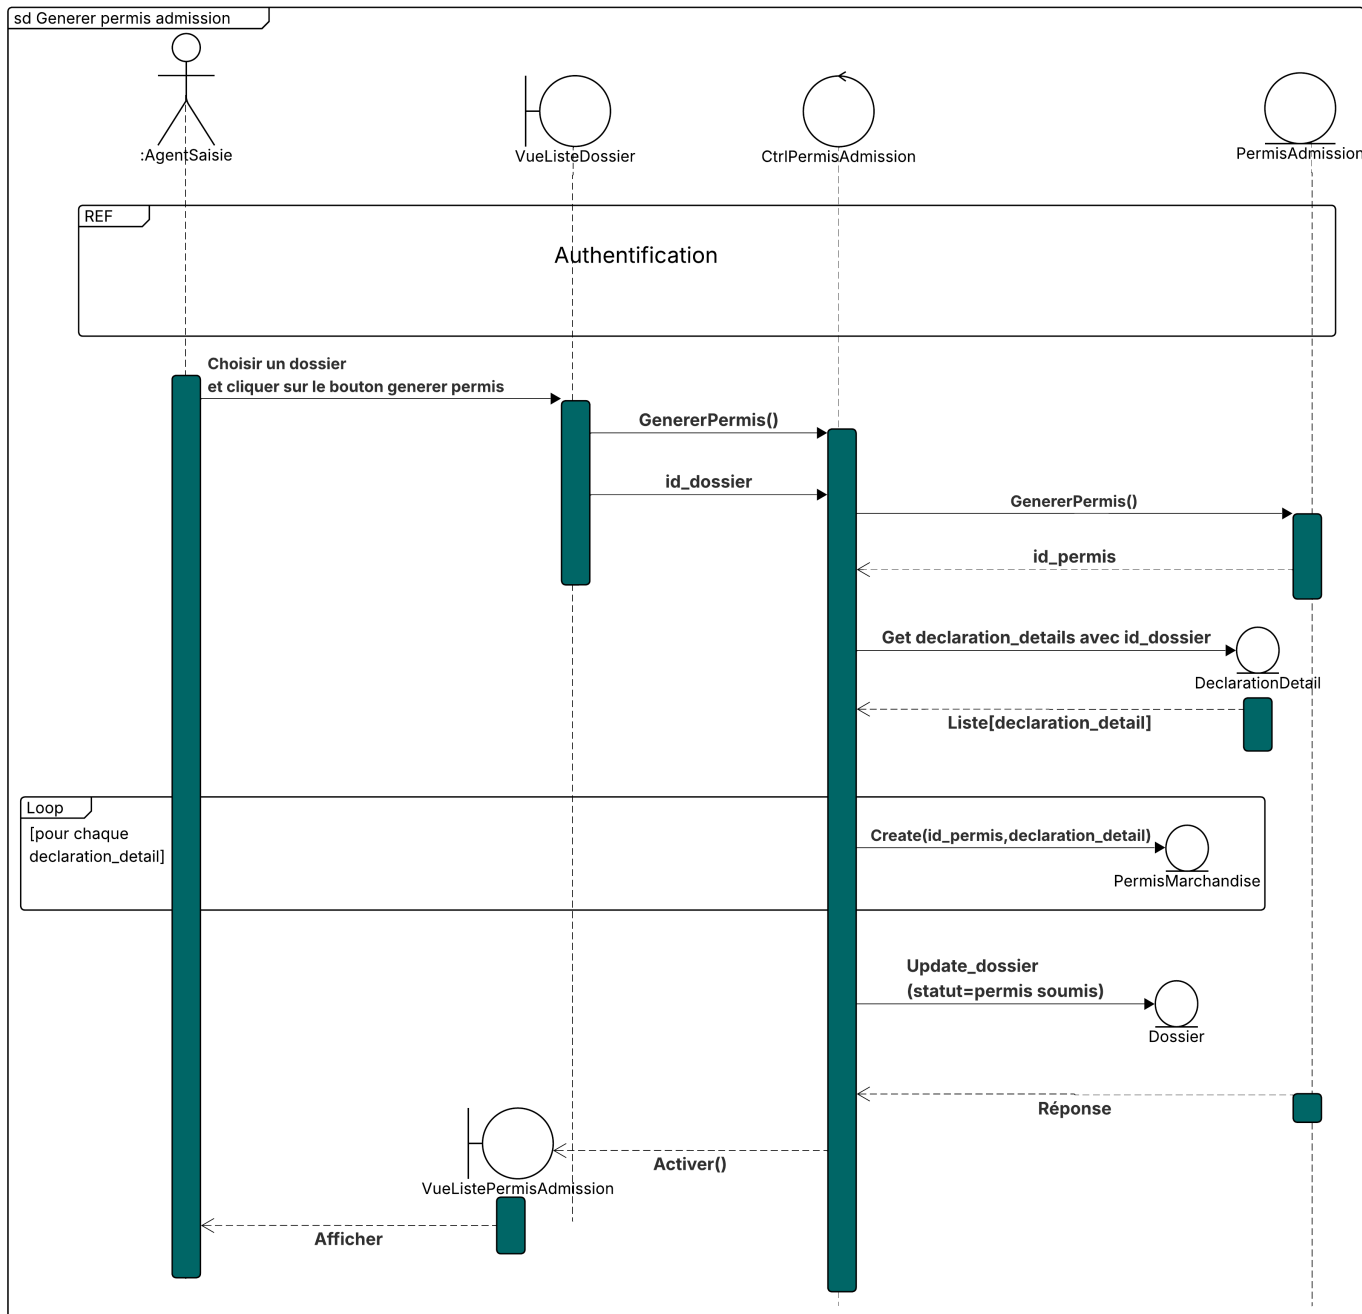 sd Generer permis admission
:AgentSaisie
VueListeDossier
CtrlPermisAdmission
PermisAdmission
REF
Authentification
Choisir un dossier
et cliquer sur le bouton generer permis
GenererPermis()
id_dossier
GenererPermis()
id_permis
Get declaration_details avec id_dossier
DeclarationDetail
Liste[declaration_detail]
Loop
[pour chaque
declaration_detail]
Create(id_permis,declaration_detail)
PermisMarchandise
Update_dossier
(statut=permis soumis)
Dossier
Réponse
Activer()
VueListePermisAdmission
Afficher